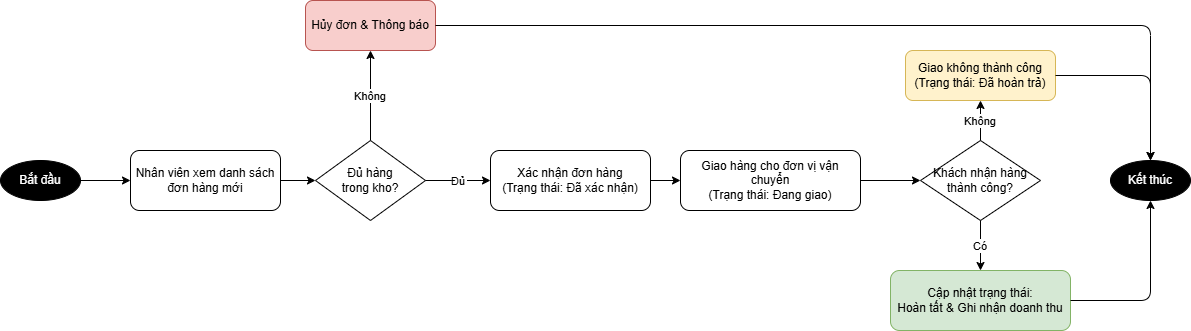 Hủy đơn & Thông báo
Giao không thành công
(Trạng thái: Đã hoàn trả)
Không
Không
Bắt đầu
Nhân viên xem danh sách
đơn hàng mới
Đủ hàng
trong kho?
Đủ
Xác nhận đơn hàng
(Trạng thái: Đã xác nhận)
Giao hàng cho đơn vị vận
chuyển
(Trạng thái: Đang giao)
Khách nhận hàng
thành công?
Kết thúc
Có
Cập nhật trạng thái:
Hoàn tất & Ghi nhận doanh thu